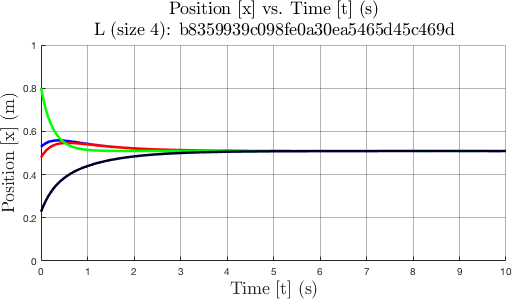 Position [x] vs. Time [t] (s)
L (size 4): b8359939c098fe0a30ea5465d45c469d
Position [x] (m)
1
0.8
0.6
0.4
0.2
0
0 1 2 3 4 5 6 7 8 9 10
Time [t] (s)